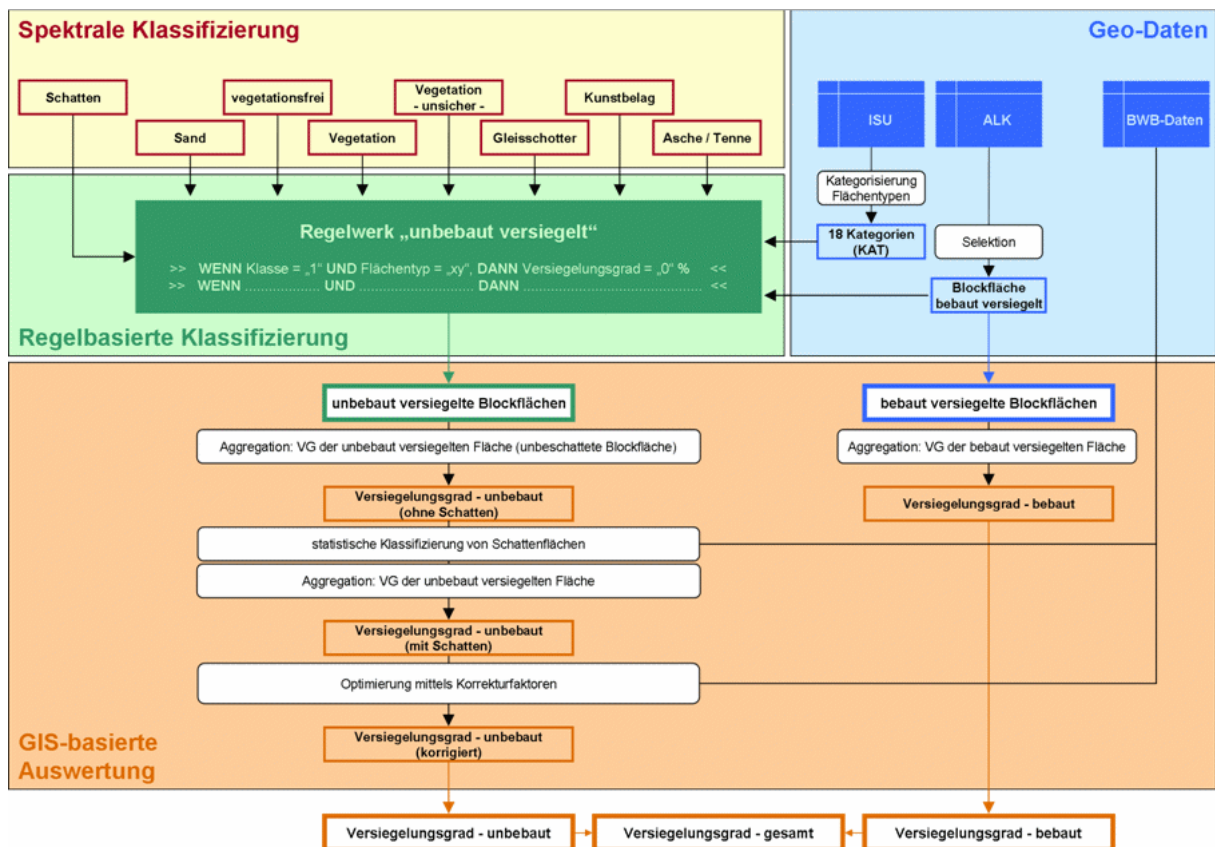 Spektrale Klassifizierung
Geo-Daten
Schatten
vegetationsfrei
Vegetation
- unsicher -
Kunstbelag
Sand
Vegetation
Gleisschotter
Asche / Tenne
ISU
ALK
BWB-Daten
Kategorisierung
Flächentypen
18 Kategorien
(KAT)
Selektion
Blockfläche
bebaut versiegelt
Regelwerk „unbebaut versiegelt“
>> WENN Klasse = „1“ UND Flächentyp = „xy“, DANN Versiegelungsgrad = „0“ % <<
>> WENN .................. UND ............................. DANN ..................................................... <<
Regelbasierte Klassifizierung
unbebaut versiegelte Blockflächen
bebaut versiegelte Blockflächen
Aggregation: VG der unbebaut versiegelten Fläche (unbeschattete Blockfläche)
Aggregation: VG der bebaut versiegelten Fläche
Versiegelungsgrad - unbebaut
(ohne Schatten)
Versiegelungsgrad - bebaut
statistische Klassifizierung von Schattenflächen
Aggregation: VG der unbebaut versiegelten Fläche
Versiegelungsgrad - unbebaut
(mit Schatten)
Optimierung mittels Korrekturfaktoren
Versiegelungsgrad - unbebaut
(korrigiert)
GIS-basierte
Auswertung
Versiegelungsgrad - unbebaut
Versiegelungsgrad - gesamt
Versiegelungsgrad - bebaut